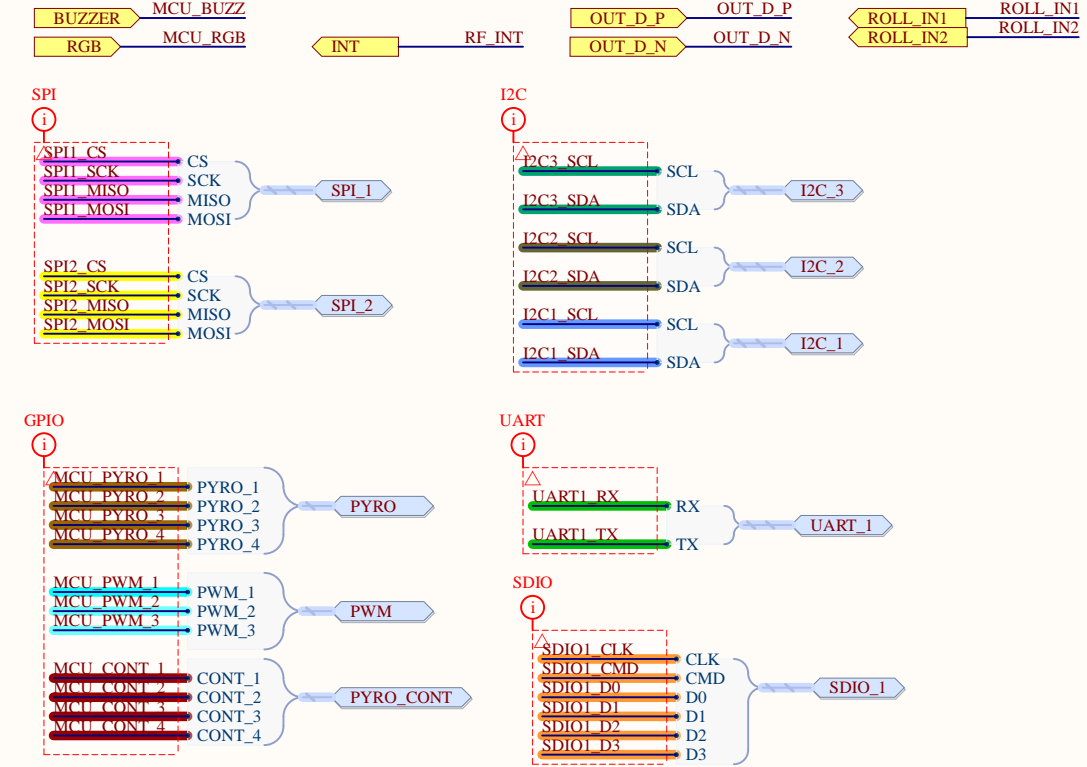 BUZZER MCU_BUZZ
RGB MCU_RGB
INT RF_INT
OUT_D_P OUT_D_P
OUT_D_N OUT_D_N
ROLL_IN1 ROLL_IN1
ROLL_IN2 ROLL_IN2
SPI
i
SPI1_CS CS
SPI1_SCK SCK
SPI1_MISO MISO
SPI1_MOSI MOSI
SPI_1
SPI2_CS CS
SPI2_SCK SCK
SPI2_MISO MISO
SPI2_MOSI MOSI
SPI_2
I2C
i
I2C3_SCL SCL
I2C3_SDA SDA
I2C_3
I2C2_SCL SCL
I2C2_SDA SDA
I2C_2
I2C1_SCL SCL
I2C1_SDA SDA
I2C_1
GPIO
i
MCU_PYRO_1 PYRO_1
MCU_PYRO_2 PYRO_2
MCU_PYRO_3 PYRO_3
MCU_PYRO_4 PYRO_4
PYRO
MCU_PWM_1 PWM_1
MCU_PWM_2 PWM_2
MCU_PWM_3 PWM_3
PWM
MCU_CONT_1 CONT_1
MCU_CONT_2 CONT_2
MCU_CONT_3 CONT_3
MCU_CONT_4 CONT_4
PYRO_CONT
UART
i
UART1_RX RX
UART1_TX TX
UART_1
SDIO
i
SDIO1_CLK CLK
SDIO1_CMD CMD
SDIO1_D0 D0
SDIO1_D1 D1
SDIO1_D2 D2
SDIO1_D3 D3
SDIO_1